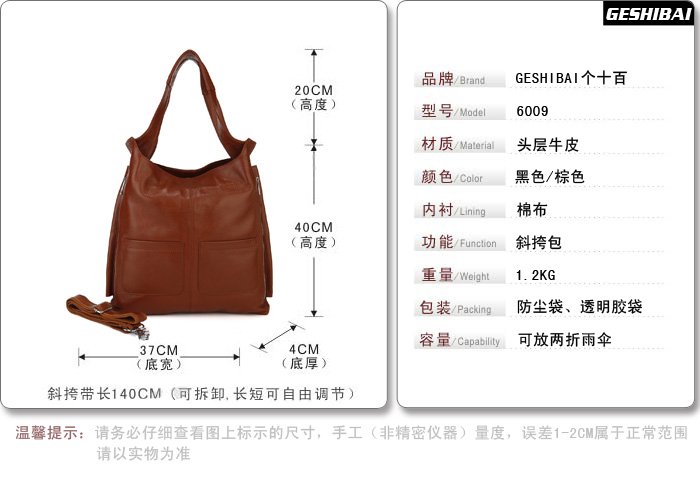 20CM
(高度)
40CM
(高度)
37CM
(底宽)
4CM
(底厚)
斜挎带长140CM(可拆卸,长短可自由调节)
GESHIBAI
品牌/Brand GESHIBAI个十百
型号/Model 6009
材质/Material 头层牛皮
颜色/Color 黑色/棕色
内衬/Lining 棉布
功能/Function 斜挎包
重量/Weight 1.2KG
包装/Packing 防尘袋、透明胶袋
容量/Capability 可放两折雨伞
温馨提示：请务必仔细查看图上标示的尺寸，手工（非精密仪器）量度，误差1-2CM属于正常范围
请以实物为准